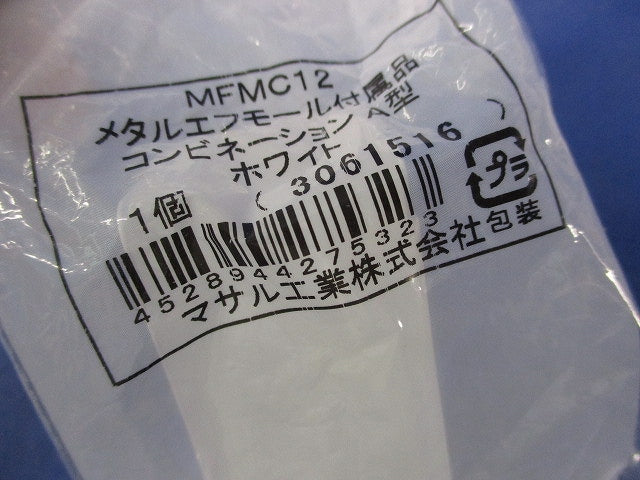 MFMC12
メタルエフモール付属品
コンビネーション A型
ホワイト
1個 ( 3061516 )
プラ
4528944275323
包装
マサル工業株式会社